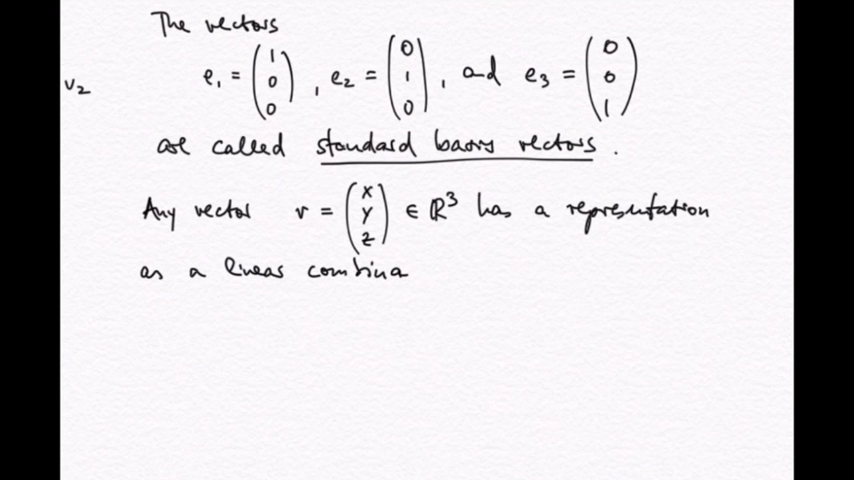 The vectors
v₂
e₁ = (1 0 0), e₂ = (0 1 0), and e₃ = (0 0 1)
are called standard basis vectors.
Any vector v = (x y z) ∈ ℝ³ has a representation
as a linear combina